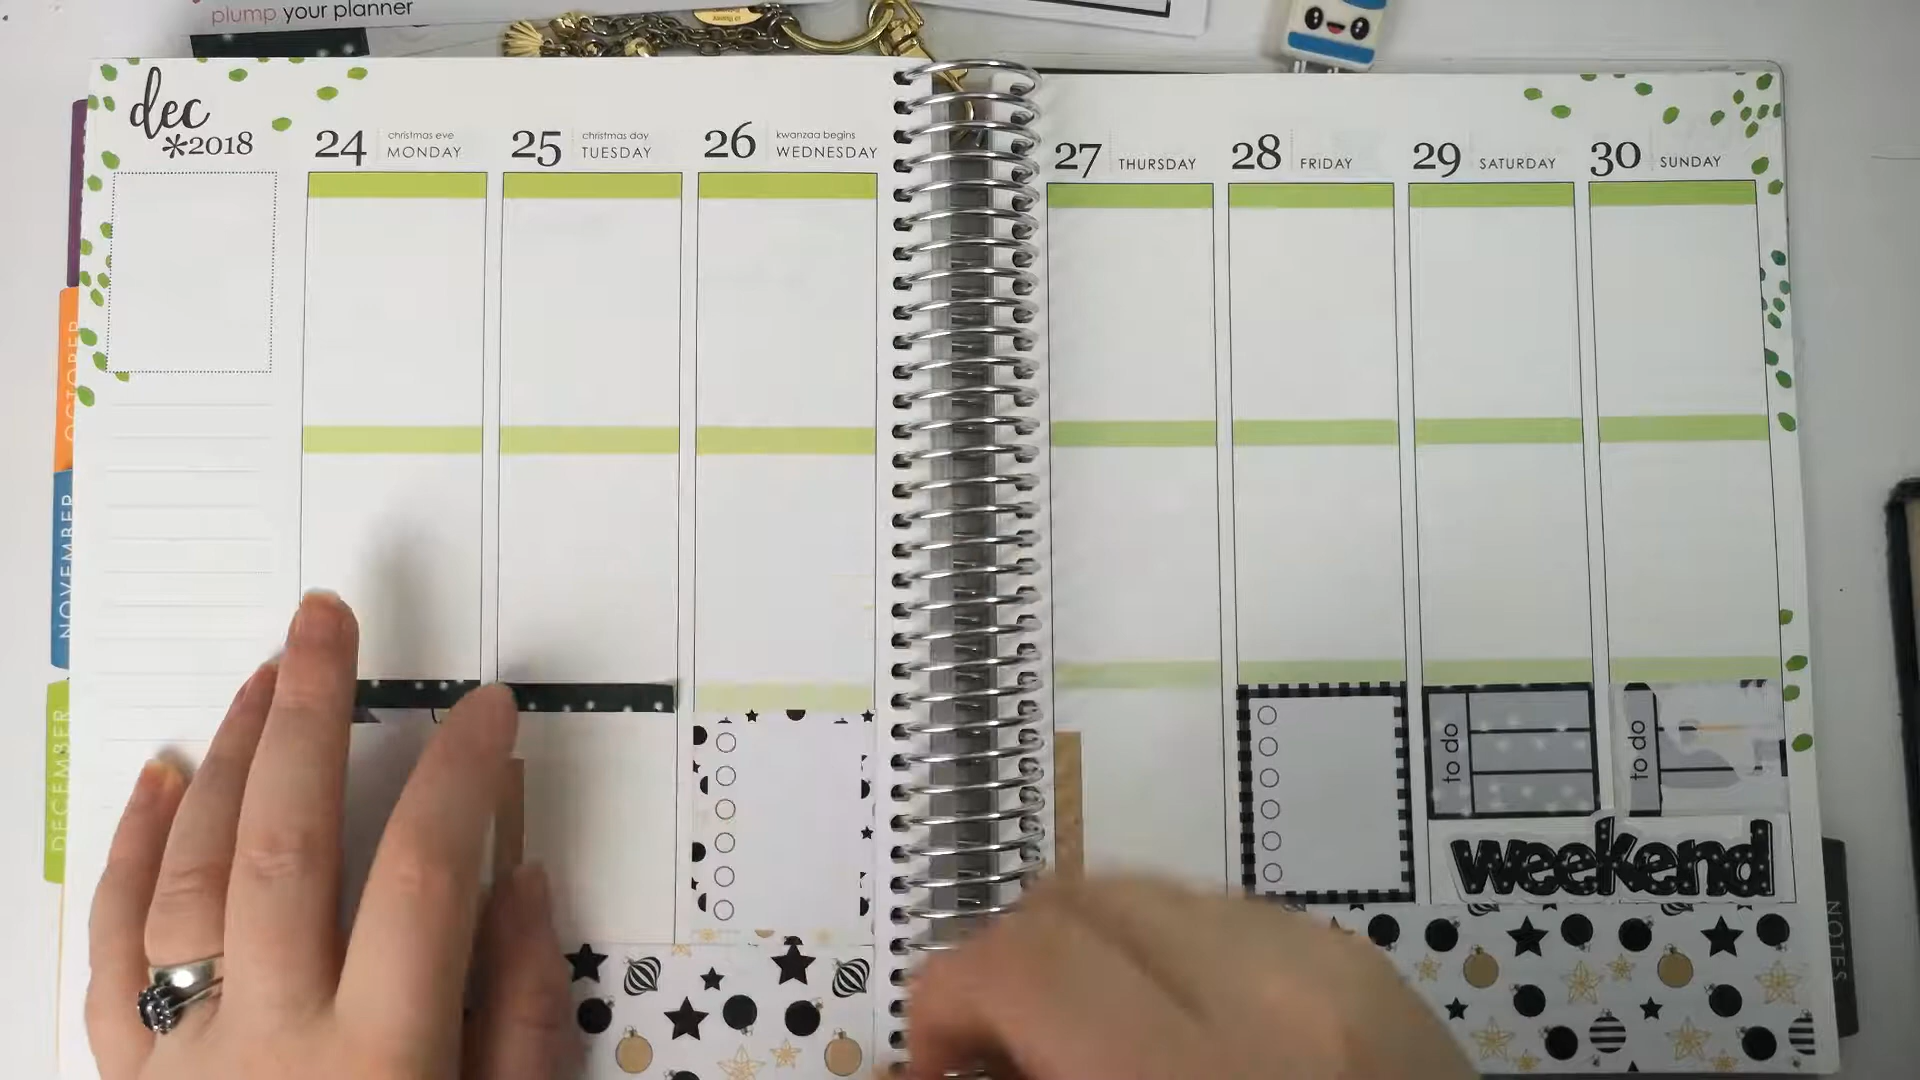 plump your planner
dec
*2018
24
christmas eve
MONDAY
25
christmas day
TUESDAY
26
kwanzaa begins
WEDNESDAY
27
THURSDAY
28
FRIDAY
29
SATURDAY
30
SUNDAY
OCTOBER
NOVEMBER
DECEMBER
to do
to do
weekend
NOTES